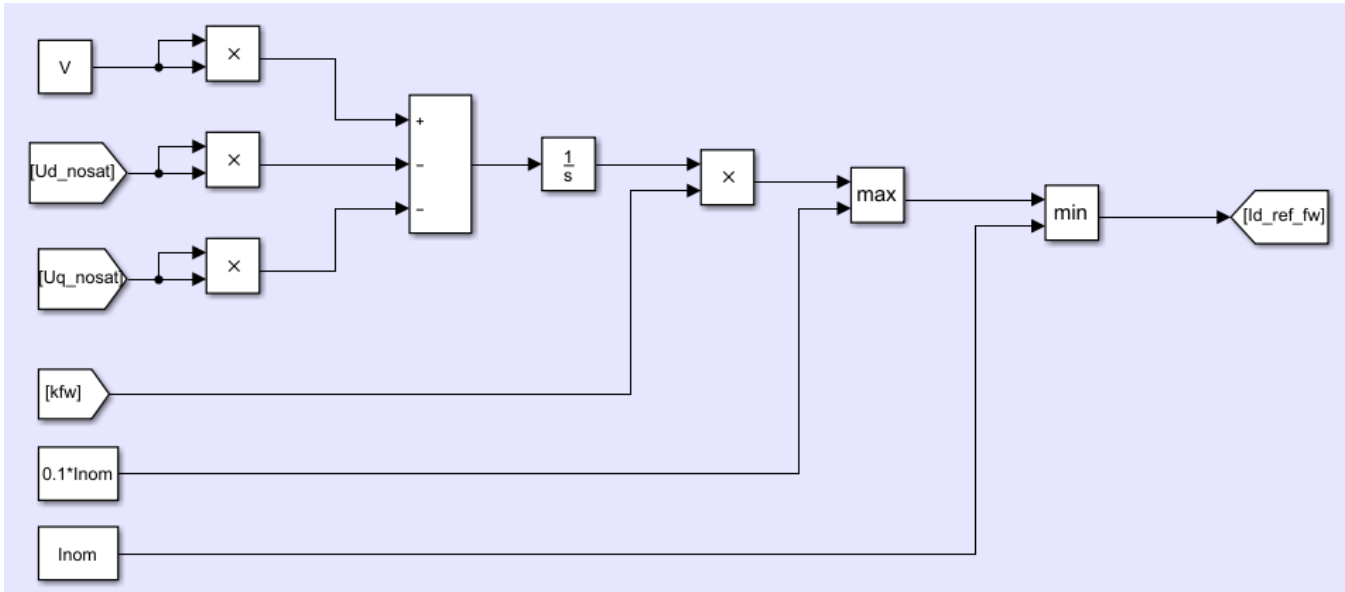 V
×
[Ud_nosat]
×
[Uq_nosat]
×
+
−
−
1
s
×
max
min
[Id_ref_fw]
[kfw]
0.1*Inom
Inom